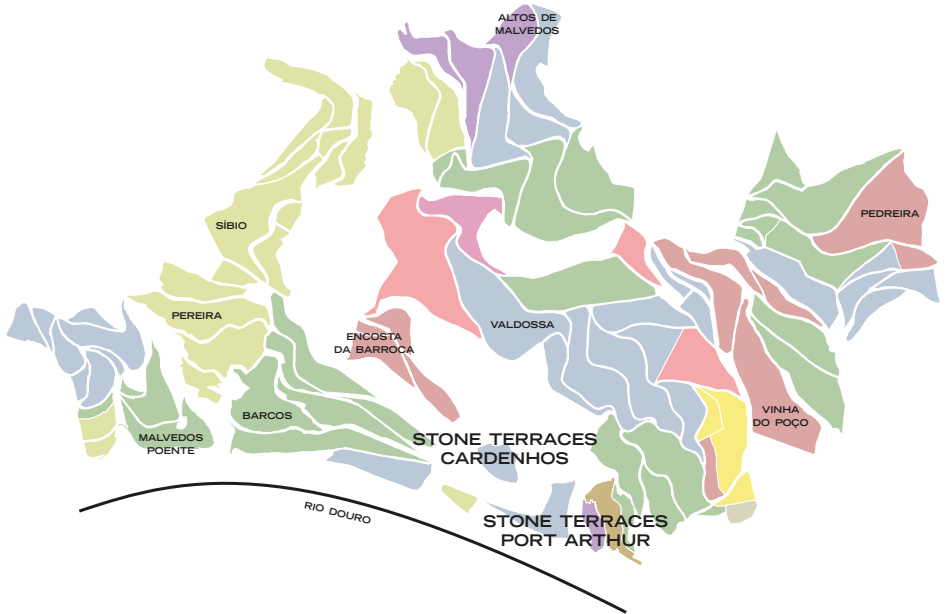 ALTOS DE
MALVEDOS
PEDREIRA
SÍBIO
PEREIRA
VALDOSSA
ENCOSTA
DA BARROCA
BARCOS
VINHA
DO POÇO
MALVEDOS
POENTE
STONE TERRACES
CARDENHOS
RIO DOURO
STONE TERRACES
PORT ARTHUR